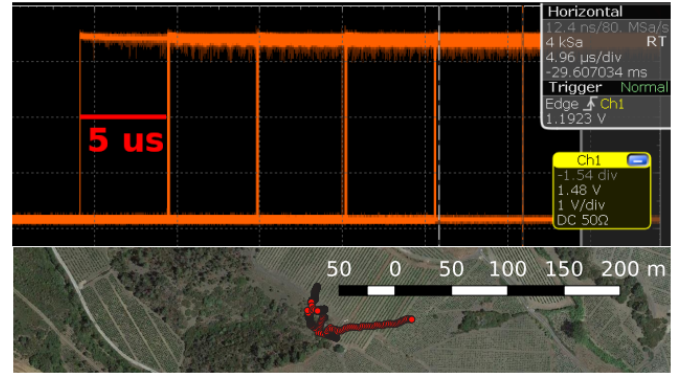 Horizontal
12.4 ns/80. MSa/s
4 kSa RT
4.96 µs/div
-29.607034 ms
Trigger Normal
Edge Ch1
1.1923 V
5 us
Ch1
-1.54 div
1.48 V
1 V/div
DC 50Ω
50 0 50 100 150 200 m